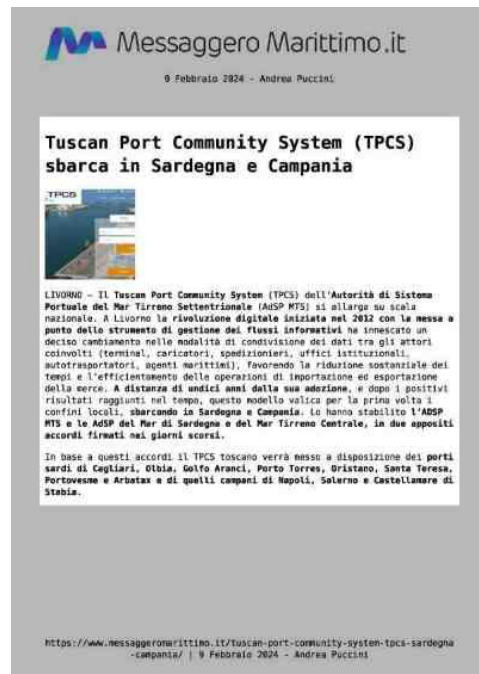 Messaggero Marittimo.it
9 Febbraio 2024 - Andrea Puccini
Tuscan Port Community System (TPCS)
sbarca in Sardegna e Campania
TPCS
LIVORNO – Il Tuscan Port Community System (TPCS) dell'Autorità di Sistema
Portuale del Mar Tirreno Settentrionale (AdSP MTS) si allarga su scala
nazionale. A Livorno la rivoluzione digitale iniziata nel 2012 con la messa a
punto dello strumento di gestione dei flussi informativi ha innescato un
deciso cambiamento nelle modalità di condivisione dei dati tra gli attori
coinvolti (terminal, caricatori, spedizionieri, uffici istituzionali,
autotrasportatori, agenti marittimi), favorendo la riduzione sostanziale dei
tempi e l'efficientamento delle operazioni di importazione ed esportazione
della merce. A distanza di undici anni dalla sua adozione, e dopo i positivi
risultati raggiunti nel tempo, questo modello valica per la prima volta i
confini locali, sbarcando in Sardegna e Campania. Lo hanno stabilito l'ADSP
MTS e le AdSP del Mar di Sardegna e del Mar Tirreno Centrale, in due appositi
accordi firmati nei giorni scorsi.
In base a questi accordi il TPCS toscano verrà messo a disposizione dei porti
sardi di Cagliari, Olbia, Golfo Aranci, Porto Torres, Oristano, Santa Teresa,
Portovesme e Arbatax e di quelli campani di Napoli, Salerno e Castellamare di
Stabia.
https://www.messaggeromarittimo.it/tuscan-port-community-system-tpcs-sardegna
-campania/ | 9 Febbraio 2024 - Andrea Puccini